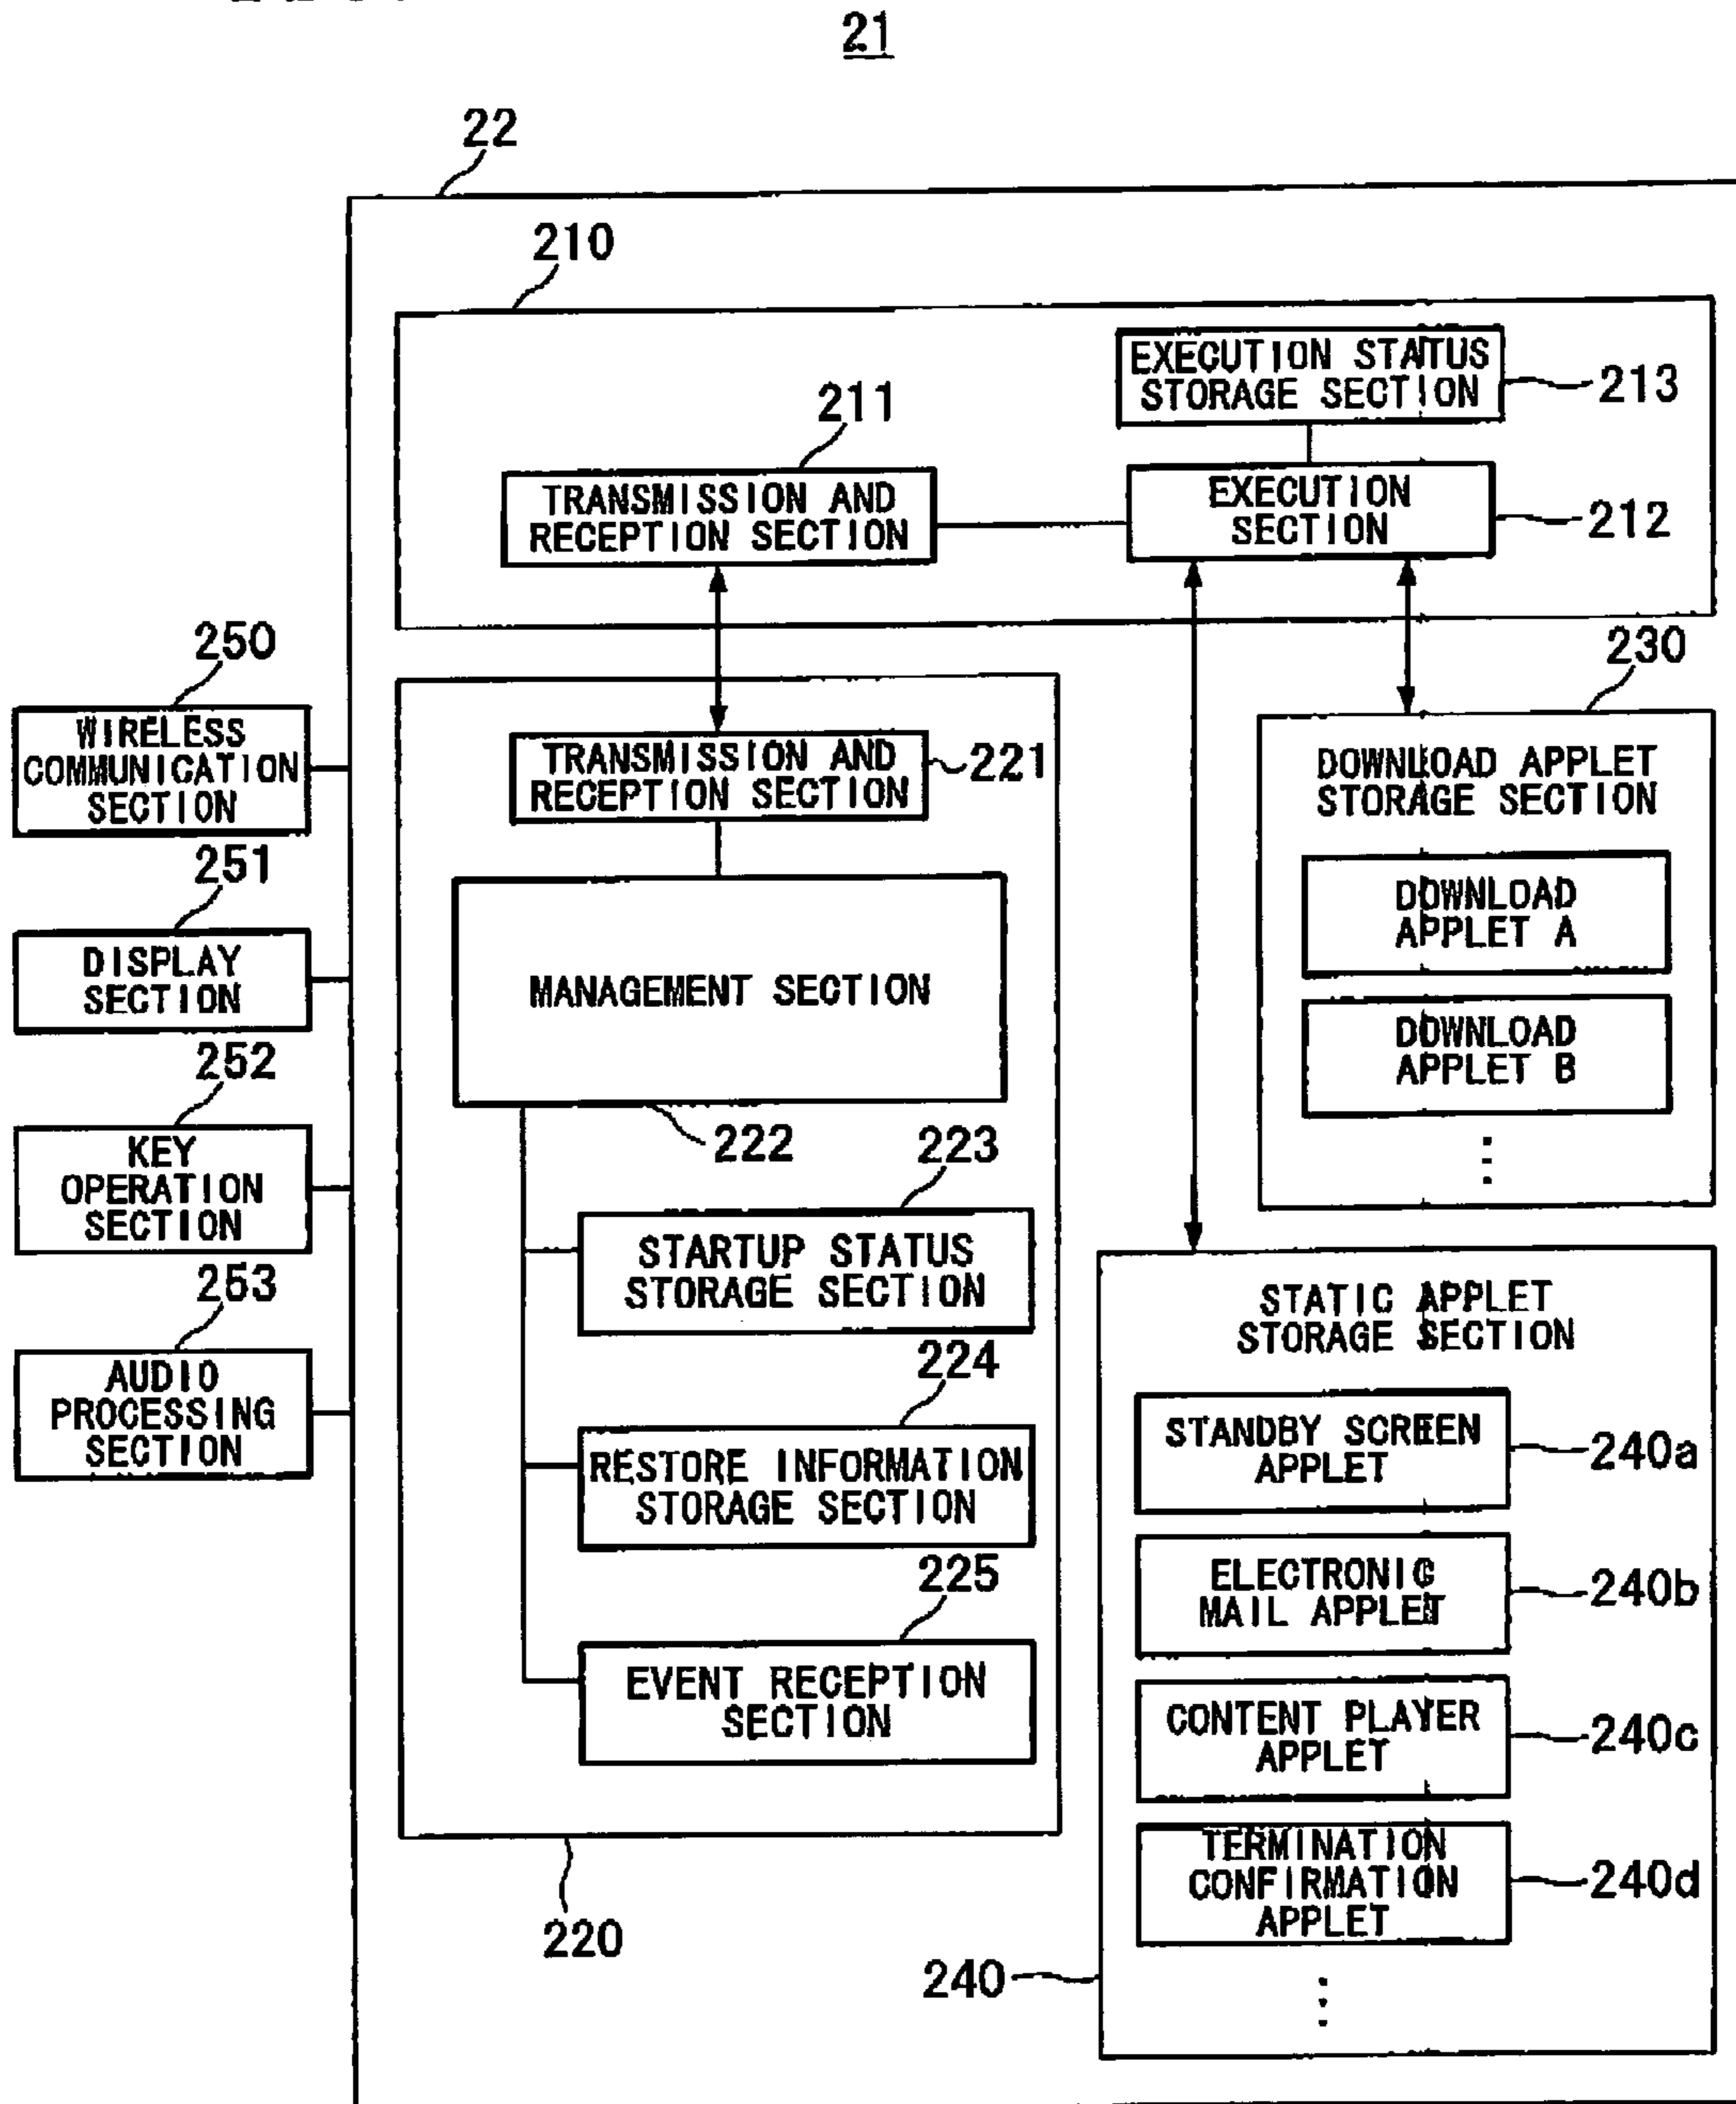 21
22
210
EXECUTION STATUS
STORAGE SECTION
213
211
TRANSMISSION AND
RECEPTION SECTION
EXECUTION
SECTION
212
250
WIRELESS
COMMUNICATION
SECTION
251
DISPLAY
SECTION
252
KEY
OPERATION
SECTION
253
AUDIO
PROCESSING
SECTION
TRANSMISSION AND
RECEPTION SECTION
221
MANAGEMENT SECTION
222
223
STARTUP STATUS
STORAGE SECTION
224
RESTORE INFORMATION
STORAGE SECTION
225
EVENT RECEPTION
SECTION
220
230
DOWNLOAD APPLET
STORAGE SECTION
DOWNLOAD
APPLET A
DOWNLOAD
APPLET B
STATIC APPLET
STORAGE SECTION
STANDBY SCREEN
APPLET
240a
ELECTRONIC
MAIL APPLET
240b
CONTENT PLAYER
APPLET
240c
TERMINATION
CONFIRMATION
APPLET
240d
240